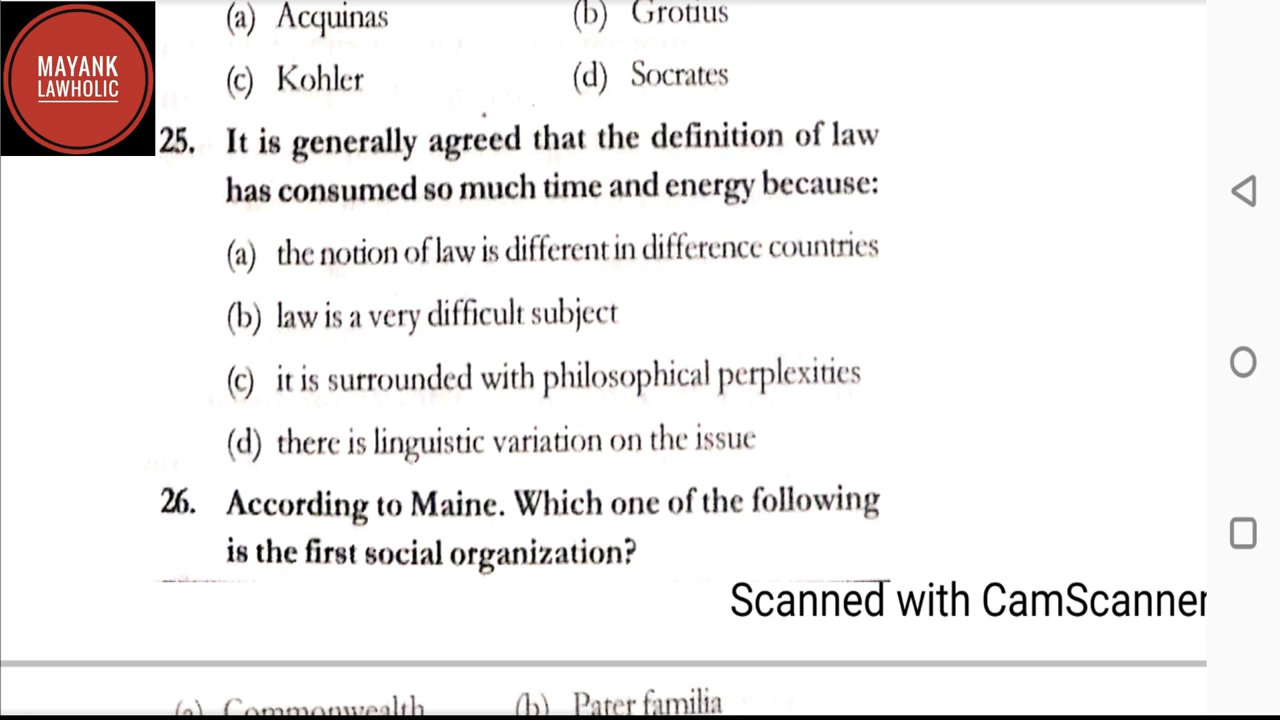 MAYANK
LAWHOLIC
(a) Acquinas (b) Grotius
(c) Kohler (d) Socrates
25. It is generally agreed that the definition of law
has consumed so much time and energy because:
(a) the notion of law is different in difference countries
(b) law is a very difficult subject
(c) it is surrounded with philosophical perplexities
(d) there is linguistic variation on the issue
26. According to Maine. Which one of the following
is the first social organization?
Scanned with CamScanner
(a) Commonwealth (b) Pater familia